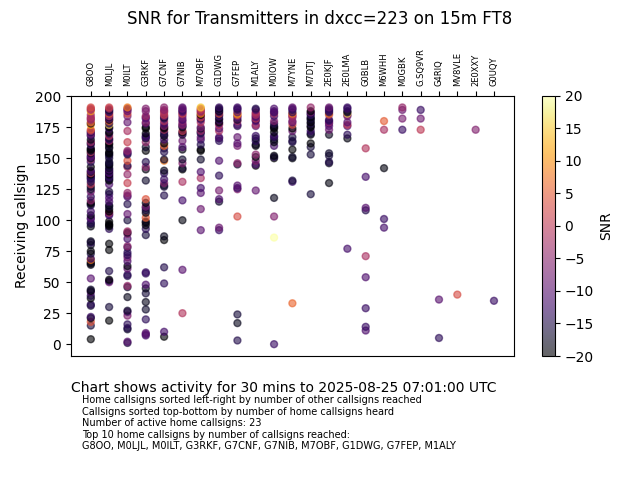 SNR for Transmitters in dxcc=223 on 15m FT8
G8OO M0LJL M0ILT G3RKF G7CNF G7NIB M7OBF G1DWG G7FEP M1ALY M0IOW M7YNE M7DTJ 2E0KJF 2E0LMA G0BLB M6WHH M0GBK G.SQ9VR G4RIQ MV8VLE 2E0XXY G0UQY
200
175
150
125
100
75
50
25
0
Receiving callsign
20
15
10
5
0
−5
−10
−15
−20
SNR
Chart shows activity for 30 mins to 2025-08-25 07:01:00 UTC
Home callsigns sorted left-right by number of other callsigns reached
Callsigns sorted top-bottom by number of home callsigns heard
Number of active home callsigns: 23
Top 10 home callsigns by number of callsigns reached:
G8OO, M0LJL, M0ILT, G3RKF, G7CNF, G7NIB, M7OBF, G1DWG, G7FEP, M1ALY